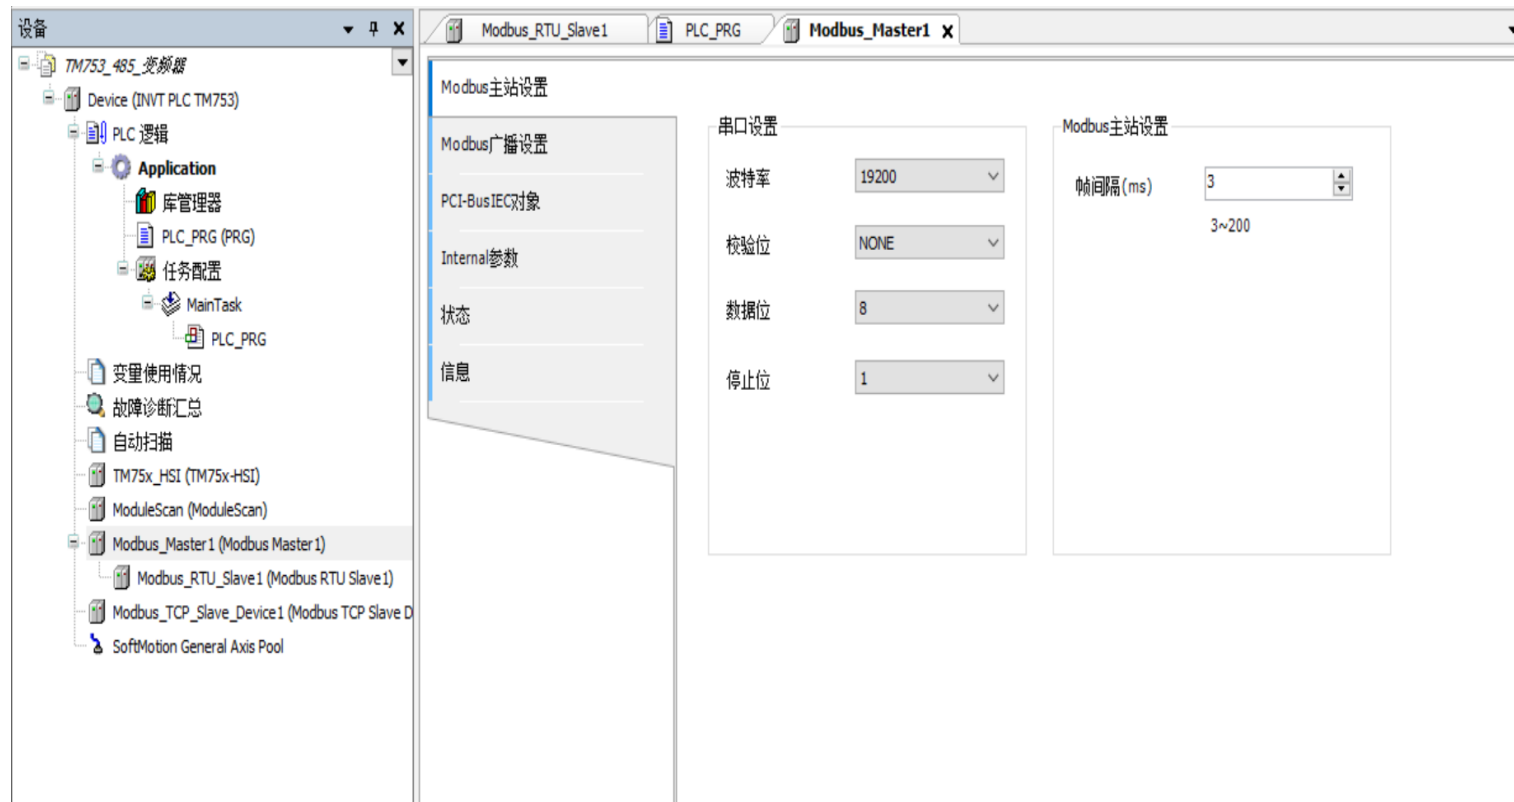 设备
TM753_485_变频器
Device (INVT PLC TM753)
PLC 逻辑
Application
库管理器
PLC_PRG (PRG)
任务配置
MainTask
PLC_PRG
变量使用情况
故障诊断汇总
自动扫描
TM75x_HSI (TM75x-HSI)
ModuleScan (ModuleScan)
Modbus_Master1 (Modbus Master1)
Modbus_RTU_Slave1 (Modbus RTU Slave1)
Modbus_TCP_Slave_Device1 (Modbus TCP Slave D
SoftMotion General Axis Pool
Modbus_RTU_Slave1 PLC_PRG Modbus_Master1
Modbus主站设置
Modbus广播设置
PCI-BusIEC对象
Internal参数
状态
信息
串口设置
波特率 19200
校验位 NONE
数据位 8
停止位 1
Modbus主站设置
帧间隔(ms) 3
3~200